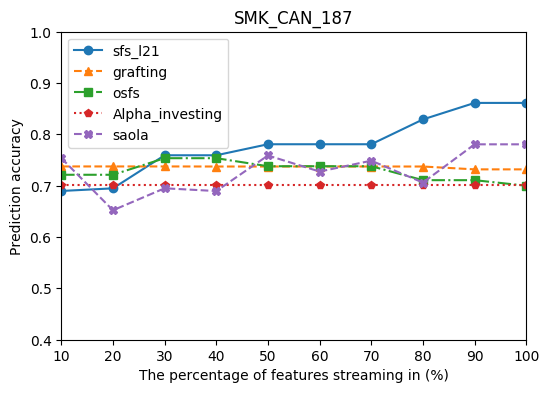 SMK_CAN_187
sfs_l21
grafting
osfs
Alpha_investing
saola
Prediction accuracy
1.0
0.9
0.8
0.7
0.6
0.5
0.4
10 20 30 40 50 60 70 80 90 100
The percentage of features streaming in (%)